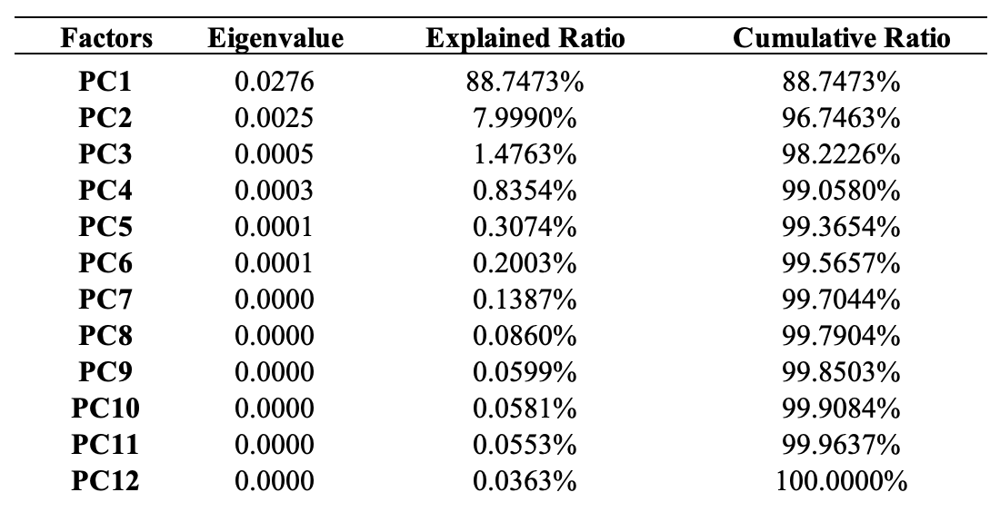 Factors Eigenvalue Explained Ratio Cumulative Ratio
PC1 0.0276 88.7473% 88.7473%
PC2 0.0025 7.9990% 96.7463%
PC3 0.0005 1.4763% 98.2226%
PC4 0.0003 0.8354% 99.0580%
PC5 0.0001 0.3074% 99.3654%
PC6 0.0001 0.2003% 99.5657%
PC7 0.0000 0.1387% 99.7044%
PC8 0.0000 0.0860% 99.7904%
PC9 0.0000 0.0599% 99.8503%
PC10 0.0000 0.0581% 99.9084%
PC11 0.0000 0.0553% 99.9637%
PC12 0.0000 0.0363% 100.0000%